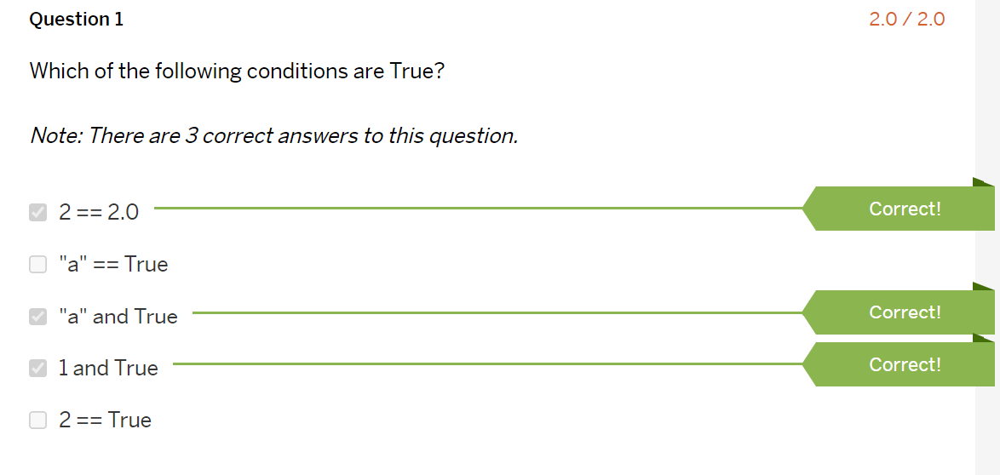 Question 1 2.0 / 2.0
Which of the following conditions are True?
Note: There are 3 correct answers to this question.
2 == 2.0 Correct!
"a" == True
"a" and True Correct!
1 and True Correct!
2 == True